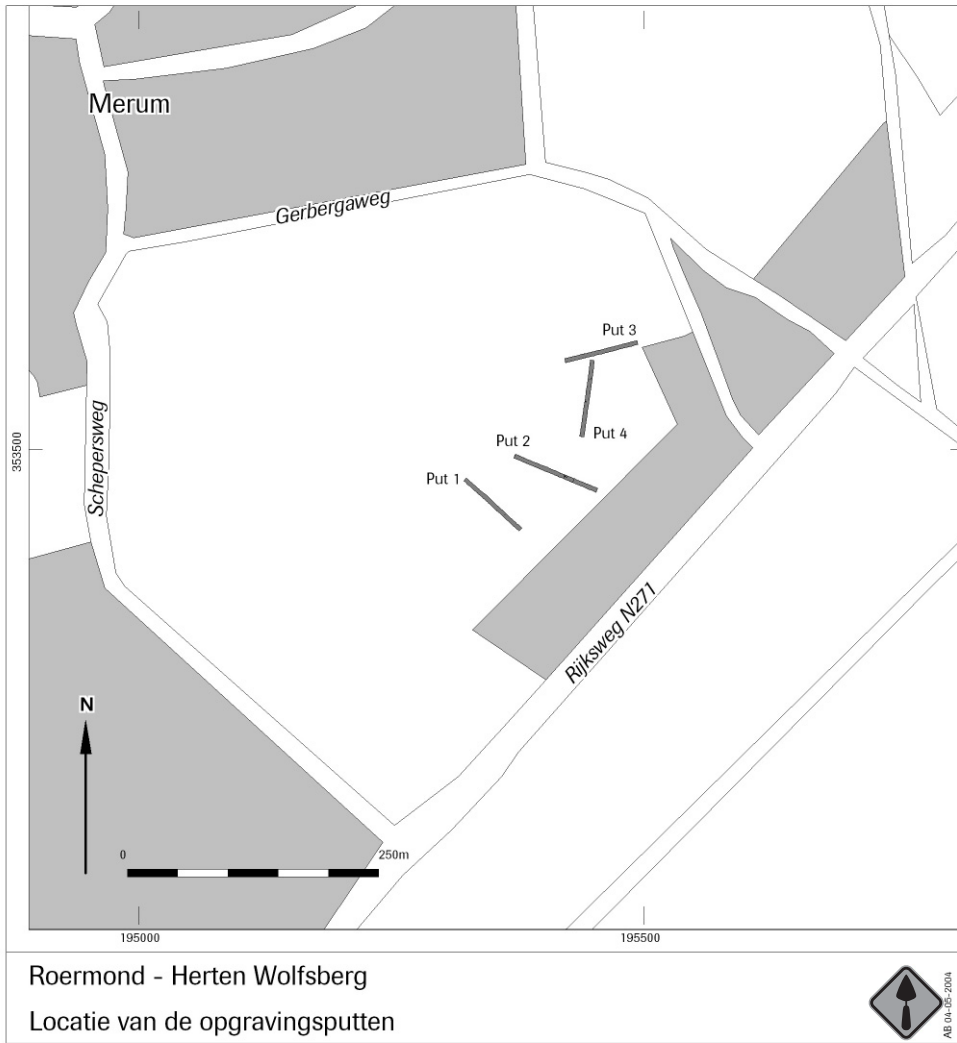 Merum
Gerbergaweg
Put 3
Put 4
Put 2
Put 1
Schepersweg
353500
Rijksweg N271
N
0
250m
195000
195500
Roermond - Herten Wolfsberg
Locatie van de opgravingsputten
AB 04-05-2004